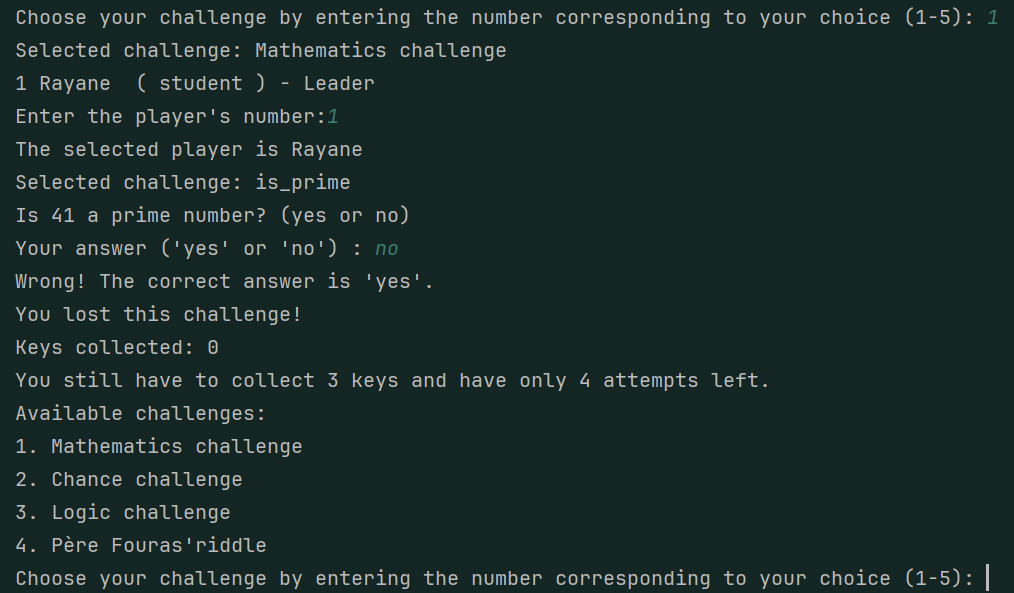 Choose your challenge by entering the number corresponding to your choice (1-5): 1
Selected challenge: Mathematics challenge
1 Rayane  ( student ) - Leader
Enter the player's number:1
The selected player is Rayane
Selected challenge: is_prime
Is 41 a prime number? (yes or no)
Your answer ('yes' or 'no') : no
Wrong! The correct answer is 'yes'.
You lost this challenge!
Keys collected: 0
You still have to collect 3 keys and have only 4 attempts left.
Available challenges:
1. Mathematics challenge
2. Chance challenge
3. Logic challenge
4. Père Fouras'riddle
Choose your challenge by entering the number corresponding to your choice (1-5):